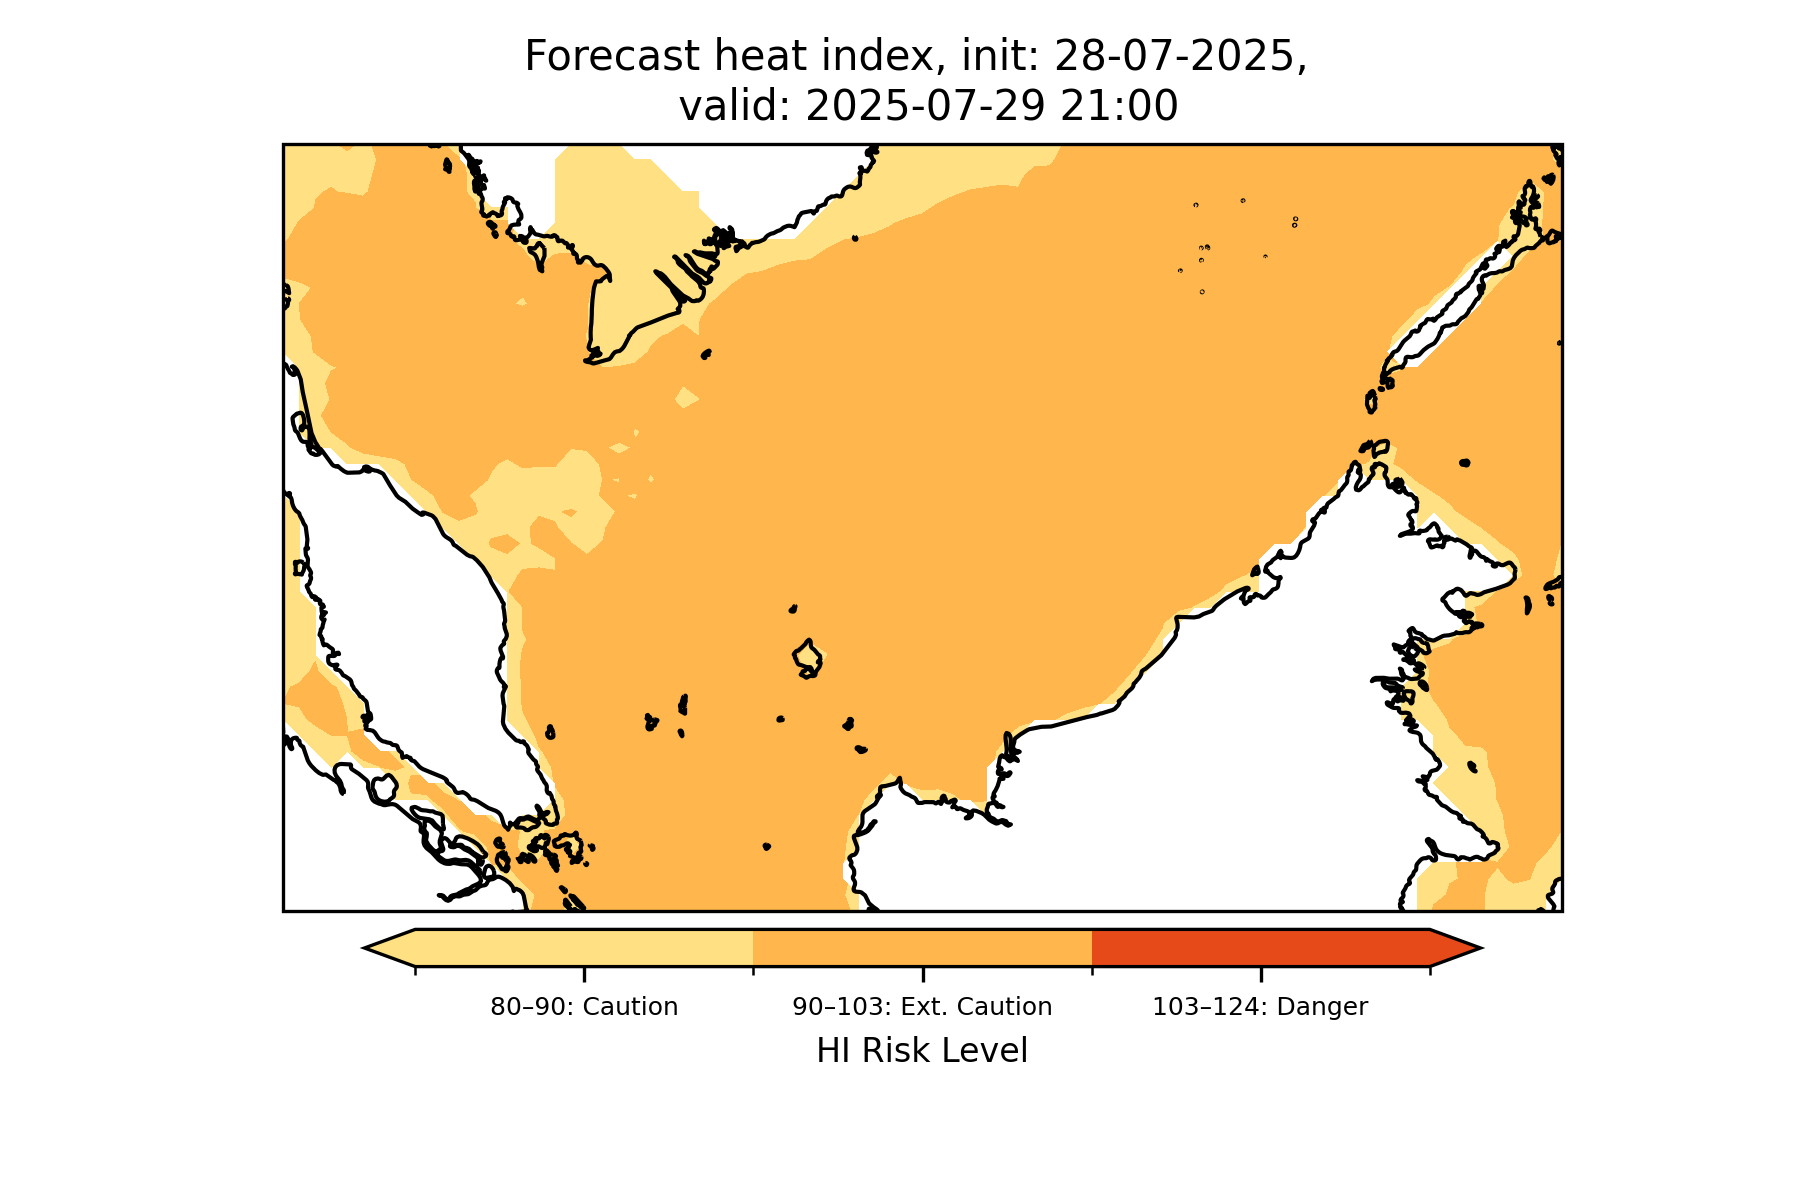 Forecast heat index, init: 28-07-2025,
valid: 2025-07-29 21:00
80–90: Caution
90–103: Ext. Caution
103–124: Danger
HI Risk Level